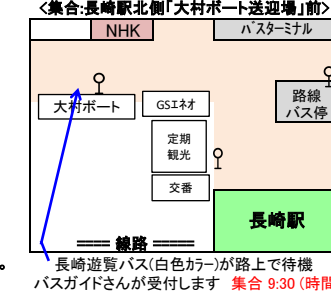 <集合:長崎駅北側｢大村ボート送迎場｣前>
NHK
バスターミナル
大村ボート
GSエネオ
路線
バス停
定期
観光
交番
長崎駅
==== 線路 =====
。
長崎遊覧バス(白色カラー)が路上で待機
バスガイドさんが受付します 集合 9:30 (時間